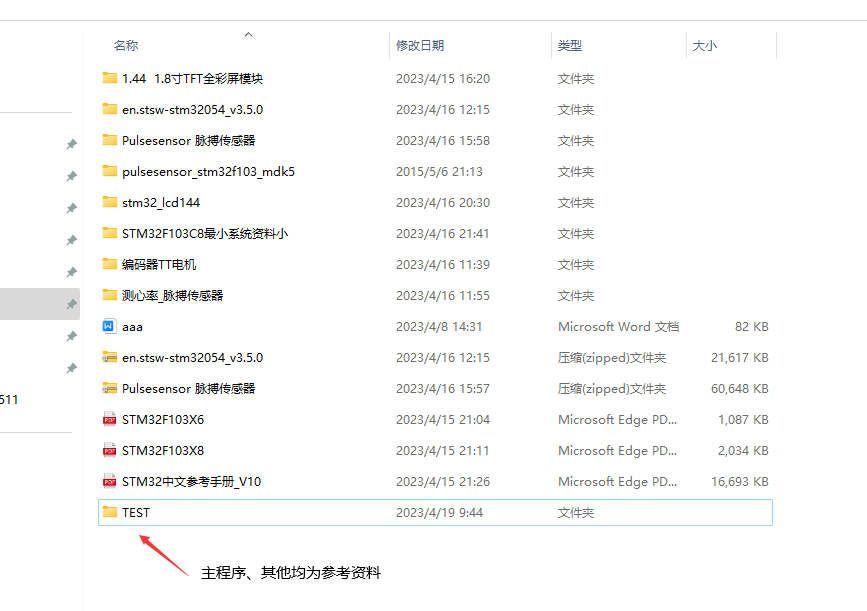 名称 修改日期 类型 大小
1.44 1.8寸TFT全彩屏模块 2023/4/15 16:20 文件夹
en.stsw-stm32054_v3.5.0 2023/4/16 12:15 文件夹
Pulsesensor 脉搏传感器 2023/4/16 15:58 文件夹
pulsesensor_stm32f103_mdk5 2015/5/6 21:13 文件夹
stm32_lcd144 2023/4/16 20:30 文件夹
STM32F103C8最小系统资料小 2023/4/16 21:41 文件夹
编码器TT电机 2023/4/16 11:39 文件夹
测心率_脉搏传感器 2023/4/16 11:55 文件夹
aaa 2023/4/8 14:31 Microsoft Word 文档 82 KB
en.stsw-stm32054_v3.5.0 2023/4/16 12:15 压缩(zipped)文件夹 21,617 KB
Pulsesensor 脉搏传感器 2023/4/16 15:57 压缩(zipped)文件夹 60,648 KB
511
STM32F103X6 2023/4/15 21:04 Microsoft Edge PD... 1,087 KB
STM32F103X8 2023/4/15 21:11 Microsoft Edge PD... 2,034 KB
STM32中文参考手册_V10 2023/4/15 21:26 Microsoft Edge PD... 16,693 KB
TEST 2023/4/19 9:44 文件夹
主程序、其他均为参考资料